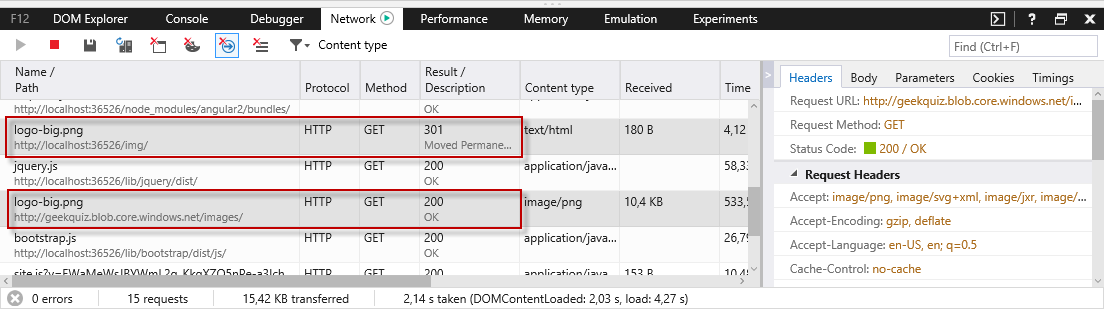 F12 DOM Explorer Console Debugger Network Performance Memory Emulation Experiments ?
Content type Find (Ctrl+F)
Name / Path Protocol Method Result / Description Content type Received Time
http://localhost:36526/node_modules/angular2/bundles/ OK
logo-big.png HTTP GET 301 text/html 180 B 4,12
http://localhost:36526/img/ Moved Permane...
jquery.js HTTP GET 200 application/java... 58,33
http://localhost:36526/lib/jquery/dist/ OK
logo-big.png HTTP GET 200 image/png 10,4 KB 533,5
http://geekquiz.blob.core.windows.net/images/ OK
bootstrap.js HTTP GET 200 application/java... 26,79
http://localhost:36526/lib/bootstrap/dist/js/ OK
HTTP GET 200 application/java... 153 B 10,48
Headers Body Parameters Cookies Timings
Request URL: http://geekquiz.blob.core.windows.net/i...
Request Method: GET
Status Code: 200 / OK
Request Headers
Accept: image/png, image/svg+xml, image/jxr, image/...
Accept-Encoding: gzip, deflate
Accept-Language: en-US, en; q=0.5
Cache-Control: no-cache
0 errors 15 requests 15,42 KB transferred 2,14 s taken (DOMContentLoaded: 2,03 s, load: 4,27 s)